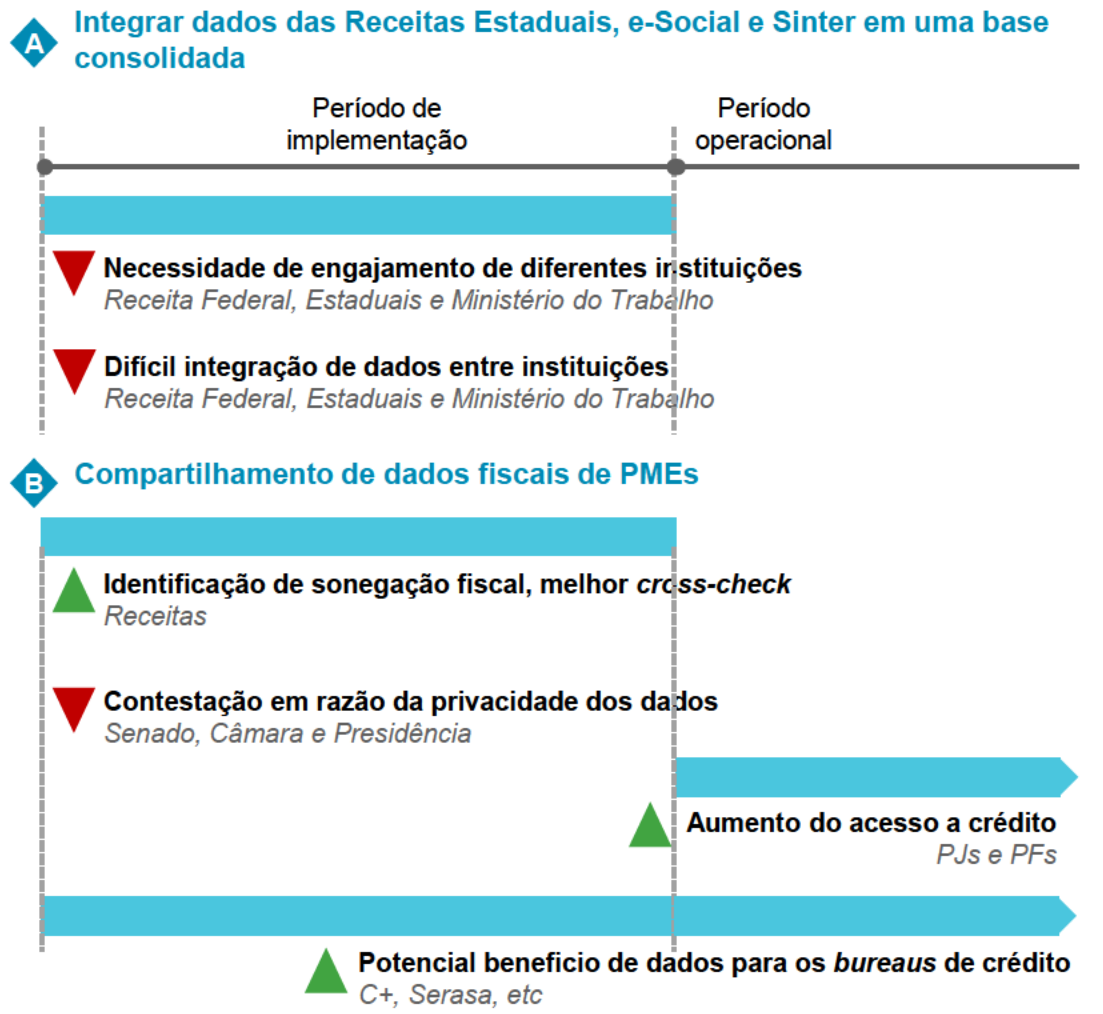 A
Integrar dados das Receitas Estaduais, e-Social e Sinter em uma base
consolidada
Período de
implementação
Período
operacional
Necessidade de engajamento de diferentes instituições
Receita Federal, Estaduais e Ministério do Trabalho
Difícil integração de dados entre instituições
Receita Federal, Estaduais e Ministério do Trabalho
B
Compartilhamento de dados fiscais de PMEs
Identificação de sonegação fiscal, melhor cross-check
Receitas
Contestação em razão da privacidade dos dados
Senado, Câmara e Presidência
Aumento do acesso a crédito
PJs e PFs
Potencial beneficio de dados para os bureaus de crédito
C+, Serasa, etc